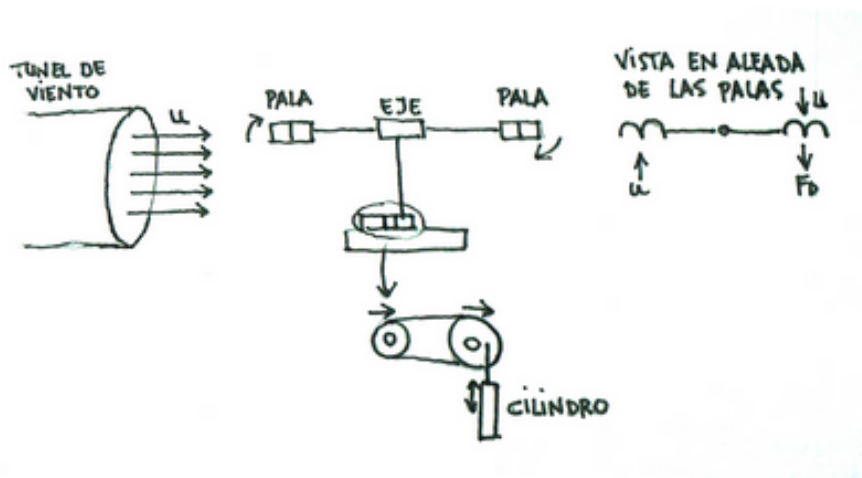 TUNEL DE
VIENTO
u
PALA
EJE
PALA
CILINDRO
VISTA EN ALEADA
DE LAS PALAS
u
u
FD